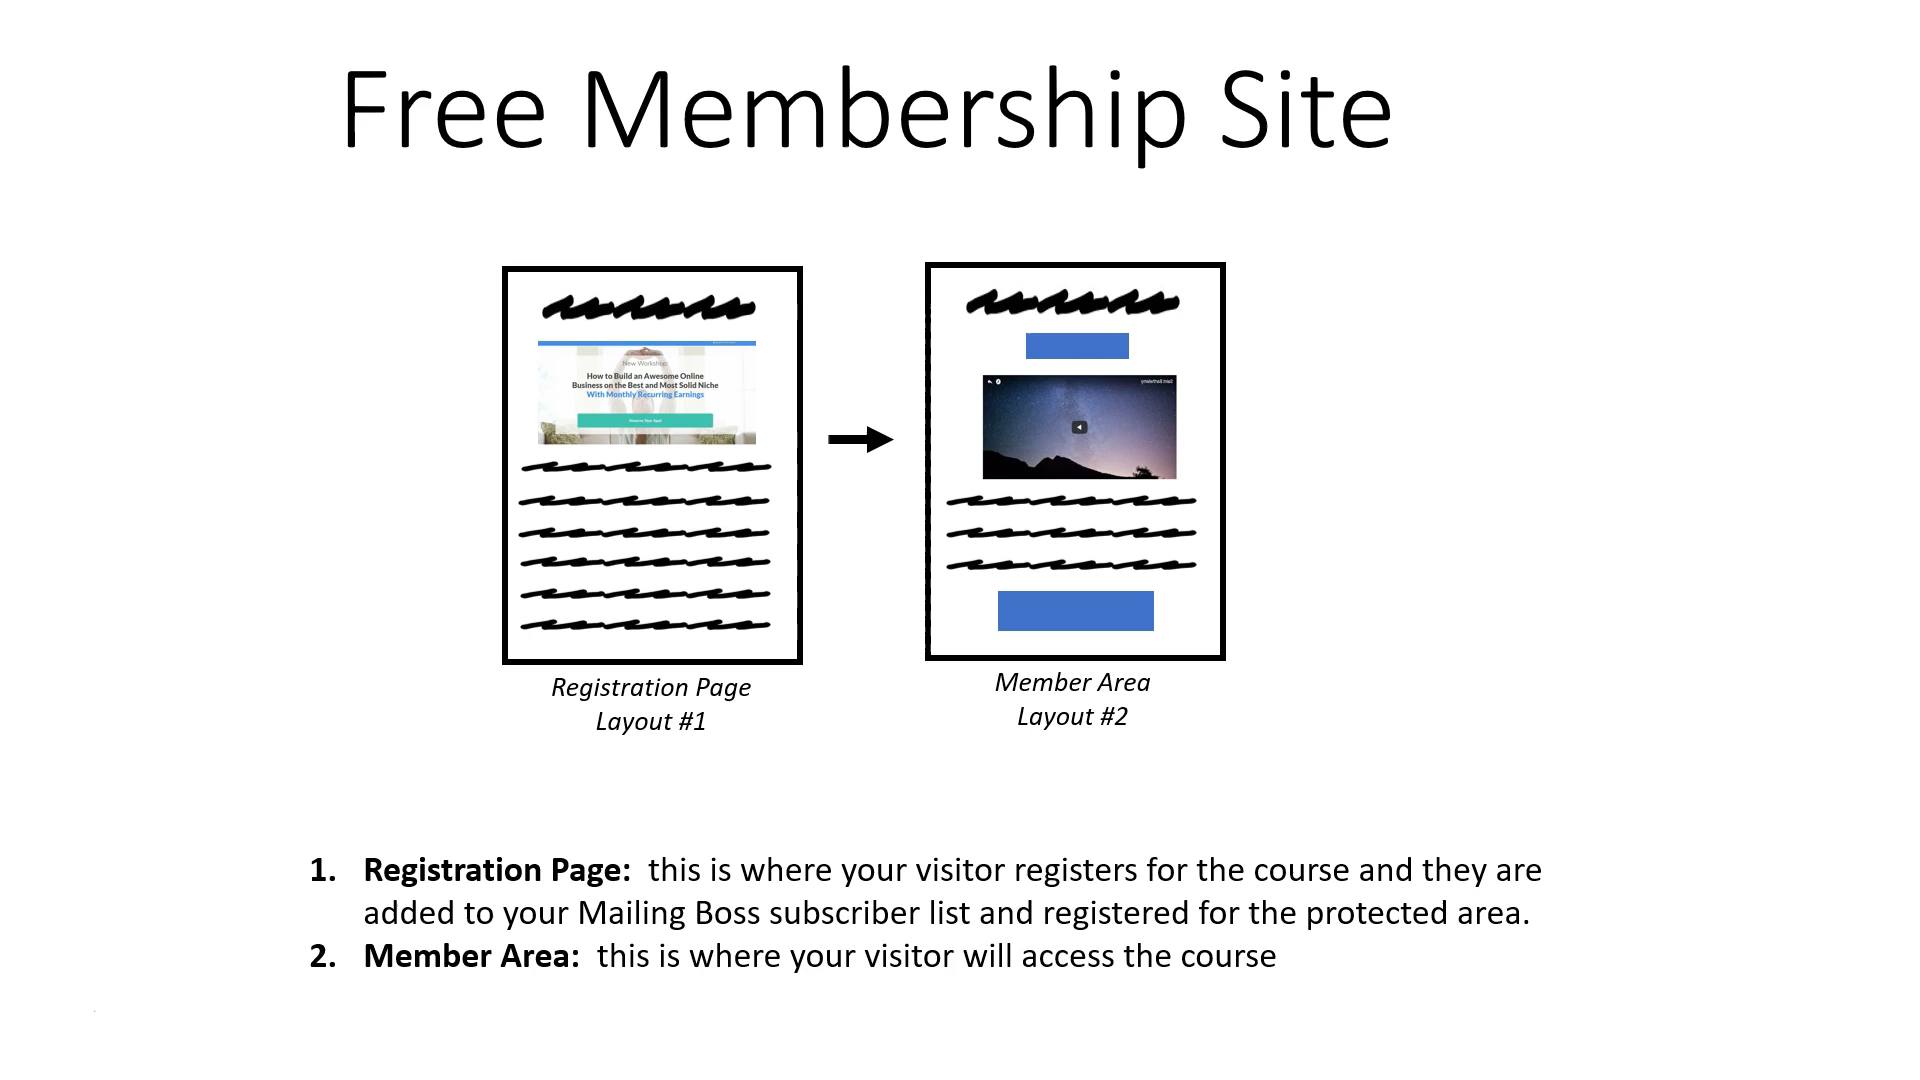 Free Membership Site
New Workshop:
How to Build an Awesome Online
Business on the Best and Most Solid Niche
With Monthly Recurring Earnings
Reserve Your Spot
Registration Page
Layout #1
Member Area
Layout #2
1. Registration Page: this is where your visitor registers for the course and they are
added to your Mailing Boss subscriber list and registered for the protected area.
2. Member Area: this is where your visitor will access the course